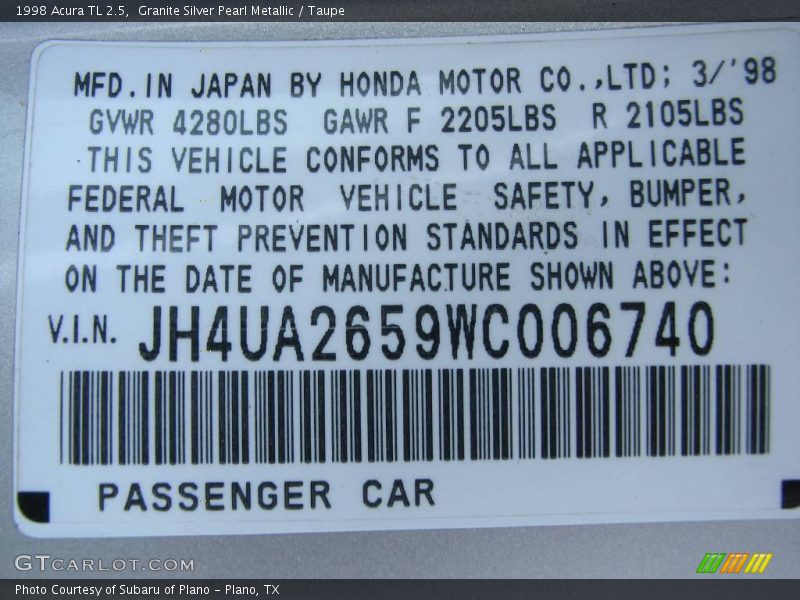 1998 Acura TL 2.5,  Granite Silver Pearl Metallic / Taupe
MFD. IN JAPAN BY HONDA MOTOR CO.,LTD; 3/'98
GVWR 4280LBS GAWR F 2205LBS R 2105LBS
THIS VEHICLE CONFORMS TO ALL APPLICABLE
FEDERAL MOTOR VEHICLE SAFETY, BUMPER,
AND THEFT PREVENTION STANDARDS IN EFFECT
ON THE DATE OF MANUFACTURE SHOWN ABOVE:
V.I.N. JH4UA2659WC006740
PASSENGER CAR
GTCARLOT.COM
Photo Courtesy of Subaru of Plano - Plano, TX